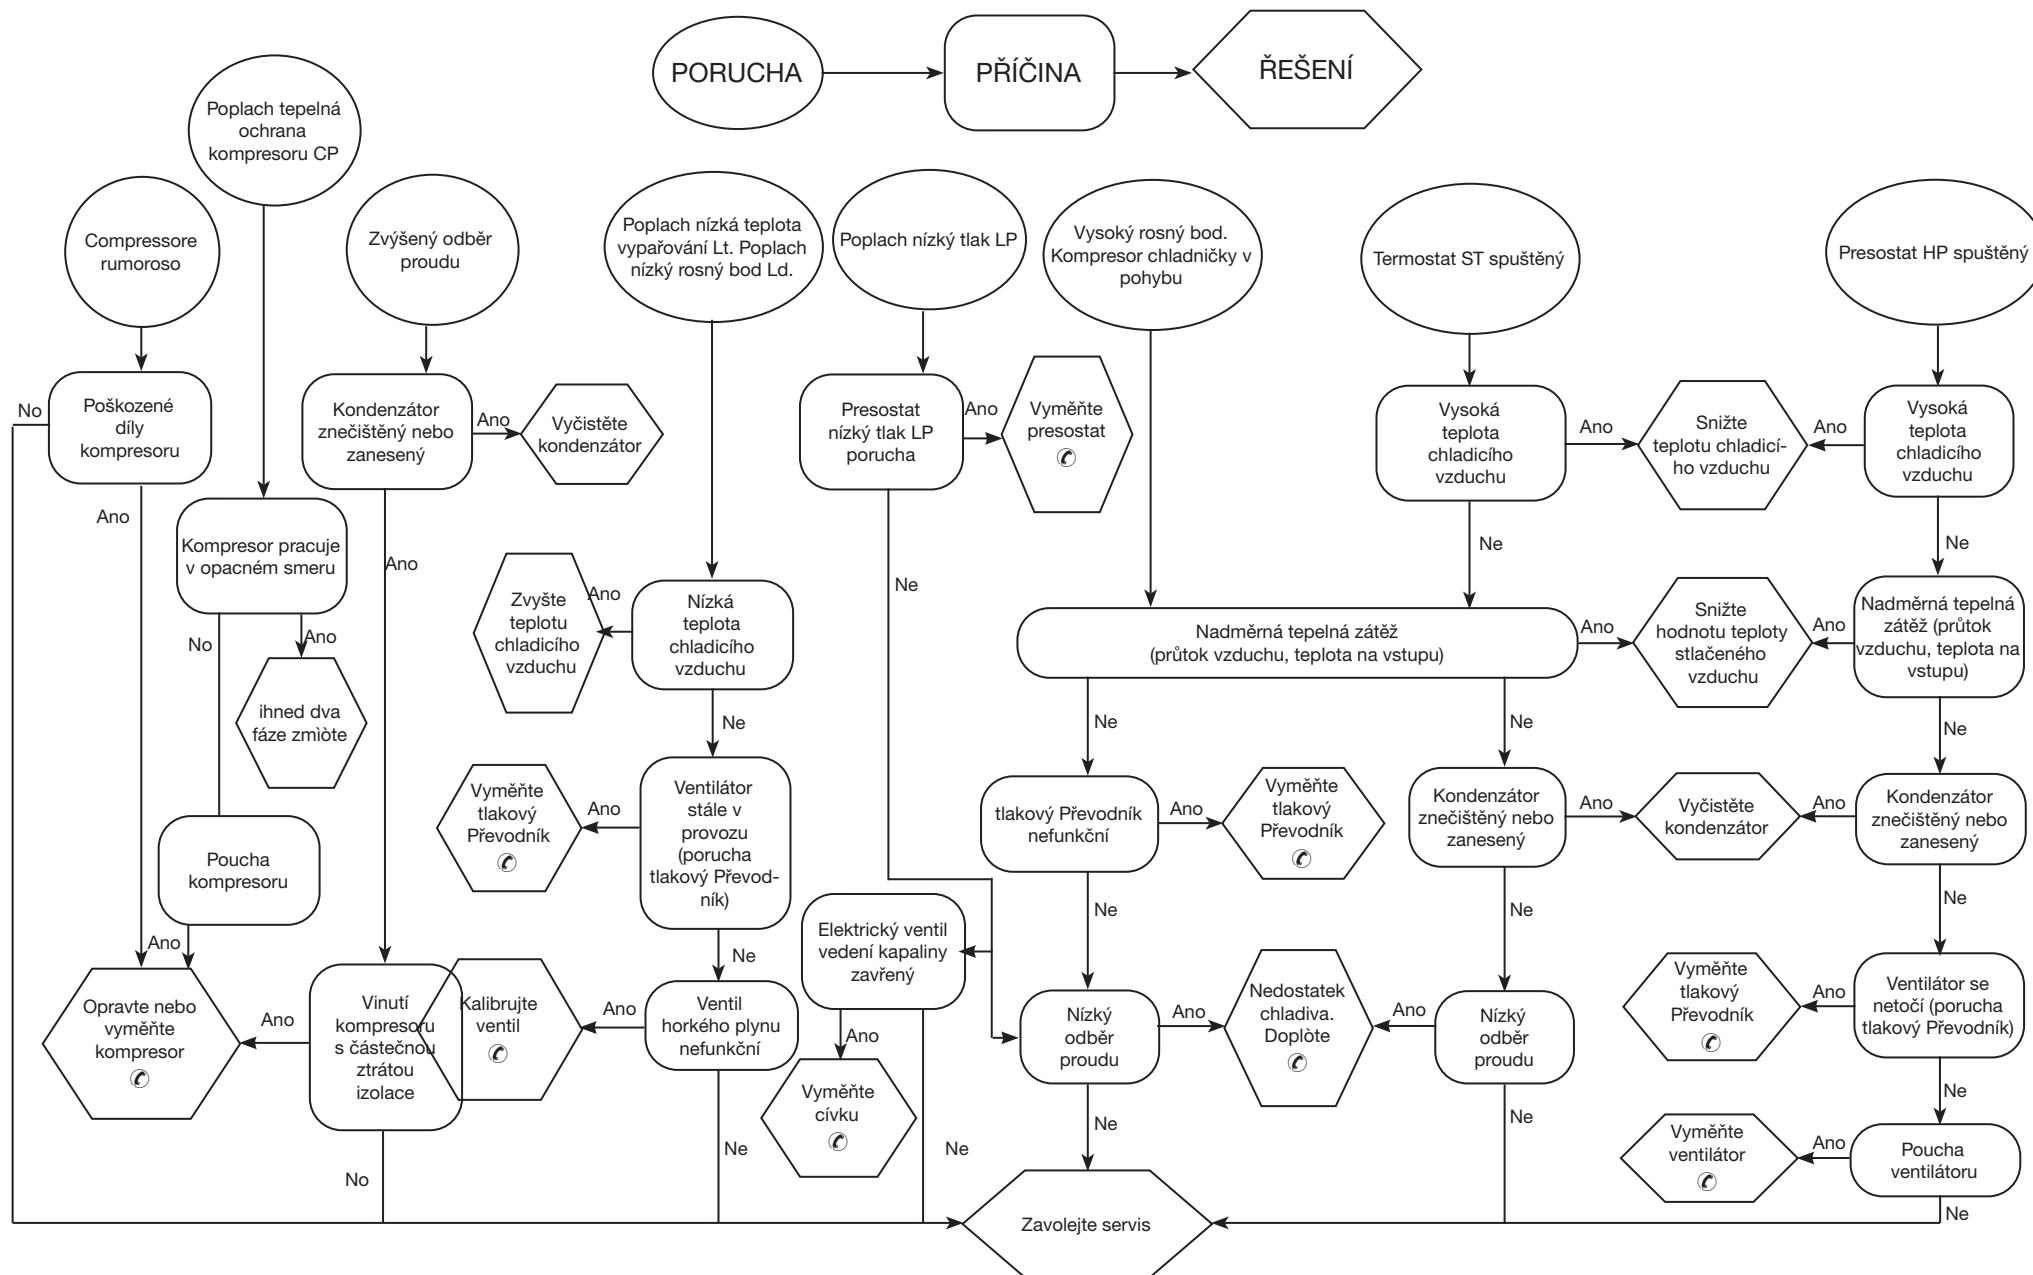 PORUCHA
PŘÍČINA
ŘEŠENÍ
Poplach tepelná
ochrana
kompresoru CP
Compressore
rumoroso
Zvýšený odběr
proudu
Poplach nízká teplota
vypařování Lt. Poplach
nízký rosný bod Ld.
Poplach nízký tlak LP
Vysoký rosný bod.
Kompresor chladničky v
pohybu
Termostat ST spuštěný
Presostat HP spuštěný
No
Poškozené
díly
kompresoru
Kondenzátor
znečištěný nebo
zanesený
Ano
Vyčistěte
kondenzátor
Presostat
nízký tlak LP
porucha
Ano
Vyměňte
presostat
✆
Vysoká
teplota
chladicího
vzduchu
Ano
Snižte
teplotu chladicí-
ho vzduchu
Ano
Vysoká
teplota
chladicího
vzduchu
Ano
Kompresor pracuje
v opacném smeru
Ano
Ne
Ne
Ne
No
Ano
ihned dva
fáze zmìòte
Zvyšte
teplotu
chladicího
vzduchu
Ano
Nízká
teplota
chladicího
vzduchu
Nadměrná tepelná zátěž
(průtok vzduchu, teplota na vstupu)
Ano
Snižte
hodnotu teploty
stlačeného
vzduchu
Ano
Nadměrná tepelná
zátěž (průtok
vzduchu, teplota na
vstupu)
Ne
Ne
Ne
Ne
Vyměňte
tlakový
Převodník
✆
Ano
Ventilátor
stále v
provozu
(porucha
tlakový Převod-
ník)
tlakový Převodník
nefunkční
Ano
Vyměňte
tlakový
Převodník
✆
Kondenzátor
znečištěný nebo
zanesený
Ano
Vyčistěte
kondenzátor
Ano
Kondenzátor
znečištěný nebo
zanesený
Poucha
kompresoru
Ano
Ne
Elektrický ventil
vedení kapaliny
zavřený
Ne
Ne
Ne
Opravte nebo
vyměňte
kompresor
✆
Ano
Vinutí
kompresoru
s částečnou
ztrátou
izolace
Kalibrujte
ventil
✆
Ano
Ventil
horkého plynu
nefunkční
Ano
Vyměňte
cívku
✆
Nízký
odběr
proudu
Ano
Nedostatek
chladiva.
Doplòte
✆
Ano
Nízký
odběr
proudu
Vyměňte
tlakový
Převodník
✆
Ano
Ventilátor se
netočí (porucha
tlakový Převodník)
No
Ne
Ne
Ne
Ne
Ne
Vyměňte
ventilátor
✆
Ano
Poucha
ventilátoru
Zavolejte servis
Ne